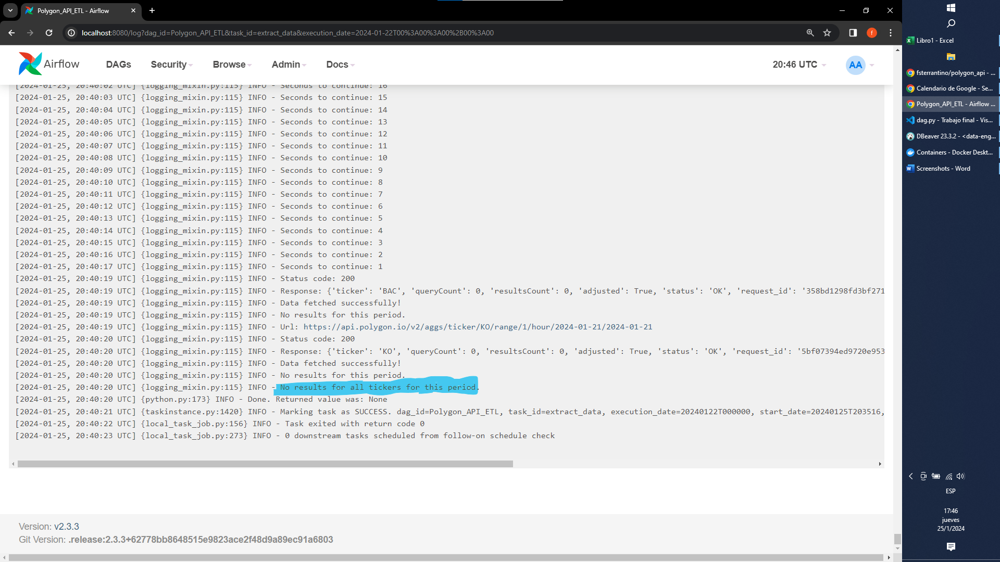 Polygon_API_ETL - Airflow
localhost:8080/log?dag_id=Polygon_API_ETL&task_id=extract_data&execution_date=2024-01-22T00%3A00%3A00%2B00%3A00
f
Airflow DAGs Security Browse Admin Docs 20:46 UTC AA
[2024-01-25, 20:40:02 UTC] {logging_mixin.py:115} INFO - Seconds to continue: 16
[2024-01-25, 20:40:03 UTC] {logging_mixin.py:115} INFO - Seconds to continue: 15
[2024-01-25, 20:40:04 UTC] {logging_mixin.py:115} INFO - Seconds to continue: 14
[2024-01-25, 20:40:05 UTC] {logging_mixin.py:115} INFO - Seconds to continue: 13
[2024-01-25, 20:40:06 UTC] {logging_mixin.py:115} INFO - Seconds to continue: 12
[2024-01-25, 20:40:07 UTC] {logging_mixin.py:115} INFO - Seconds to continue: 11
[2024-01-25, 20:40:08 UTC] {logging_mixin.py:115} INFO - Seconds to continue: 10
[2024-01-25, 20:40:09 UTC] {logging_mixin.py:115} INFO - Seconds to continue: 9
[2024-01-25, 20:40:10 UTC] {logging_mixin.py:115} INFO - Seconds to continue: 8
[2024-01-25, 20:40:11 UTC] {logging_mixin.py:115} INFO - Seconds to continue: 7
[2024-01-25, 20:40:12 UTC] {logging_mixin.py:115} INFO - Seconds to continue: 6
[2024-01-25, 20:40:13 UTC] {logging_mixin.py:115} INFO - Seconds to continue: 5
[2024-01-25, 20:40:14 UTC] {logging_mixin.py:115} INFO - Seconds to continue: 4
[2024-01-25, 20:40:15 UTC] {logging_mixin.py:115} INFO - Seconds to continue: 3
[2024-01-25, 20:40:16 UTC] {logging_mixin.py:115} INFO - Seconds to continue: 2
[2024-01-25, 20:40:17 UTC] {logging_mixin.py:115} INFO - Seconds to continue: 1
[2024-01-25, 20:40:19 UTC] {logging_mixin.py:115} INFO - Status code: 200
[2024-01-25, 20:40:19 UTC] {logging_mixin.py:115} INFO - Response: {'ticker': 'BAC', 'queryCount': 0, 'resultsCount': 0, 'adjusted': True, 'status': 'OK', 'request_id': '358bd1298fd3bf271
[2024-01-25, 20:40:19 UTC] {logging_mixin.py:115} INFO - Data fetched successfully!
[2024-01-25, 20:40:19 UTC] {logging_mixin.py:115} INFO - No results for this period.
[2024-01-25, 20:40:19 UTC] {logging_mixin.py:115} INFO - Url: https://api.polygon.io/v2/aggs/ticker/KO/range/1/hour/2024-01-21/2024-01-21
[2024-01-25, 20:40:20 UTC] {logging_mixin.py:115} INFO - Status code: 200
[2024-01-25, 20:40:20 UTC] {logging_mixin.py:115} INFO - Response: {'ticker': 'KO', 'queryCount': 0, 'resultsCount': 0, 'adjusted': True, 'status': 'OK', 'request_id': '5bf07394ed9720e953
[2024-01-25, 20:40:20 UTC] {logging_mixin.py:115} INFO - Data fetched successfully!
[2024-01-25, 20:40:20 UTC] {logging_mixin.py:115} INFO - No results for this period.
[2024-01-25, 20:40:20 UTC] {logging_mixin.py:115} INFO - No results for all tickers for this period.
[2024-01-25, 20:40:20 UTC] {python.py:173} INFO - Done. Returned value was: None
[2024-01-25, 20:40:21 UTC] {taskinstance.py:1420} INFO - Marking task as SUCCESS. dag_id=Polygon_API_ETL, task_id=extract_data, execution_date=20240122T000000, start_date=20240125T203516,
[2024-01-25, 20:40:22 UTC] {local_task_job.py:156} INFO - Task exited with return code 0
[2024-01-25, 20:40:23 UTC] {local_task_job.py:273} INFO - 0 downstream tasks scheduled from follow-on schedule check
Version: v2.3.3
Git Version: .release:2.3.3+62778bb8648515e9823ace2f48d9a89ec91a6803
Libro1 - Excel
fsterrantino/polygon_api - ...
Calendario de Google - Se...
Polygon_API_ETL - Airflow ...
dag.py - Trabajo final - Vis...
DBeaver 23.3.2 - <data-eng...
Containers - Docker Deskt...
Screenshots - Word
ESP
17:46
jueves
25/1/2024